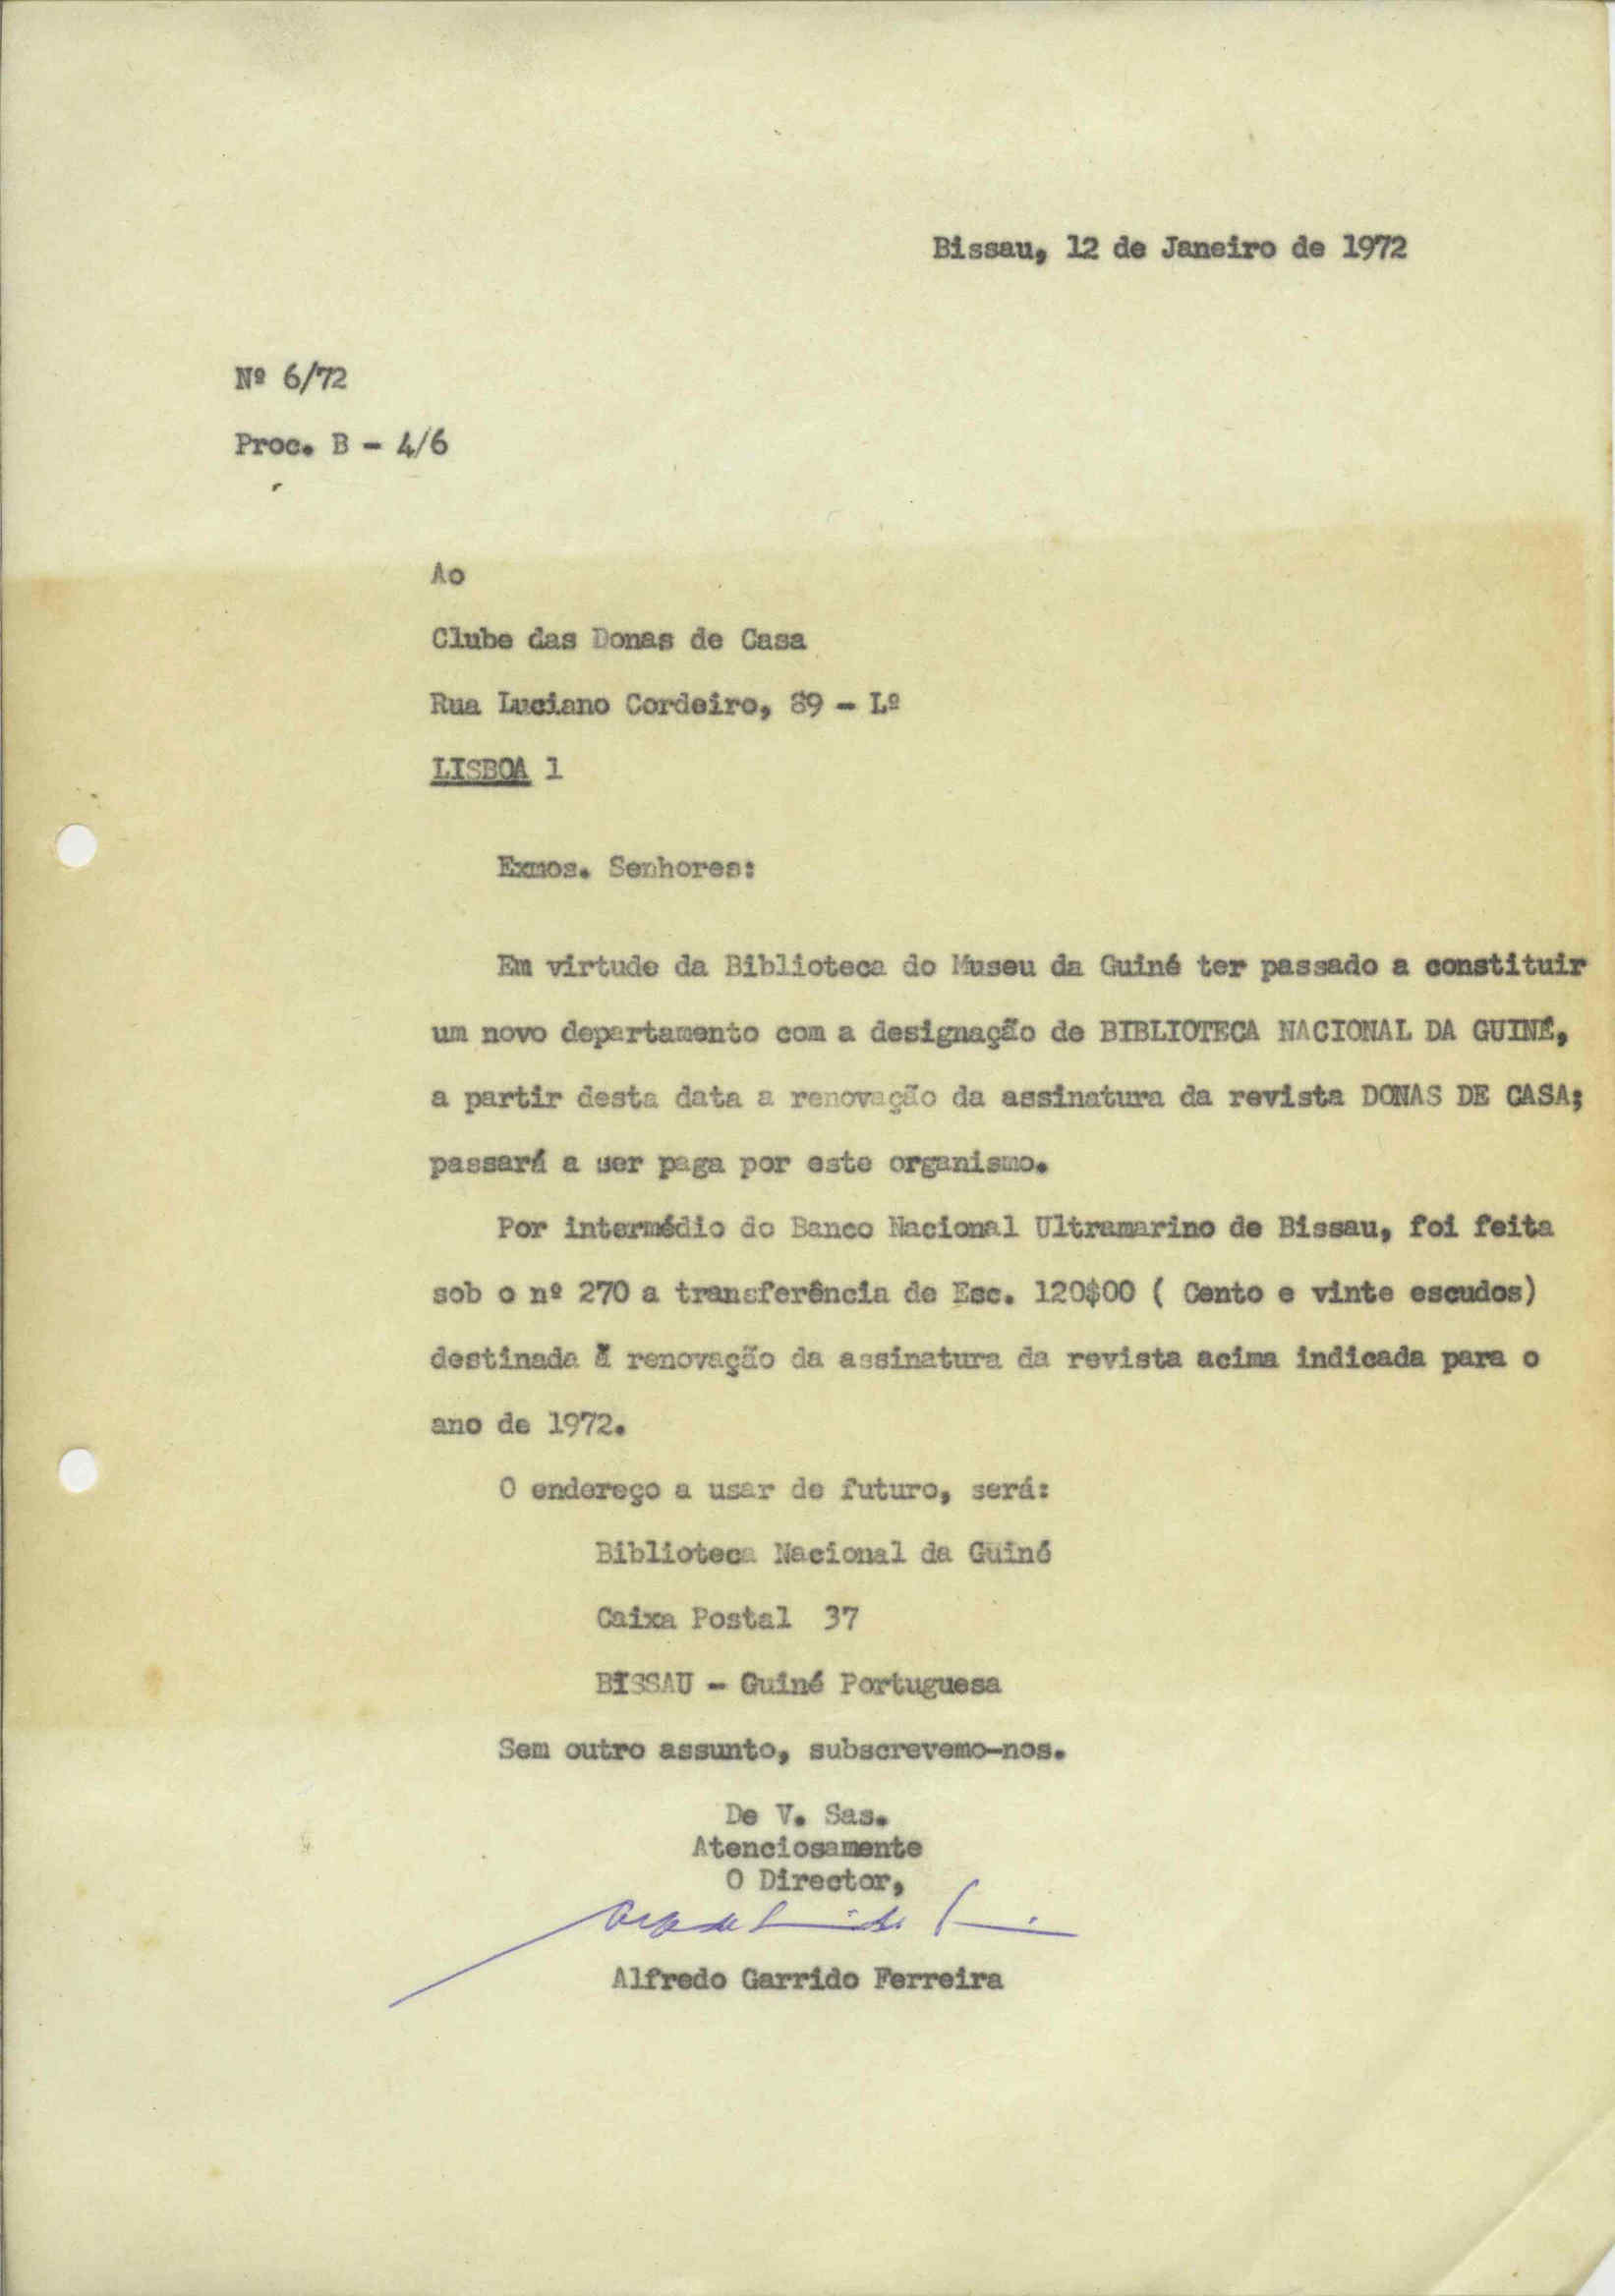 Bissau, 12 de Janeiro de 1972
Nº 6/72
Proc. B - 4/6
Ao
Clube das Donas de Casa
Rua Luciano Cordeiro, 89 - Lº
LISBOA 1
Exmos. Senhores:
Em virtude da Biblioteca do Museu da Guiné ter passado a constituir
um novo departamento com a designação de BIBLIOTECA NACIONAL DA GUINÉ,
a partir desta data a renovação da assinatura da revista DONAS DE CASA;
passará a ser paga por este organismo.
Por intermédio do Banco Nacional Ultramarino de Bissau, foi feita
sob o nº 270 a transferência de Esc. 120$00 ( Cento e vinte escudos)
destinada à renovação da assinatura da revista acima indicada para o
ano de 1972.
O endereço a usar de futuro, será:
Biblioteca Nacional da Guiné
Caixa Postal 37
BISSAU - Guiné Portuguesa
Sem outro assunto, subscrevemo-nos.
De V. Sas.
Atenciosamente
O Director,
Alfredo Garrido Ferreira